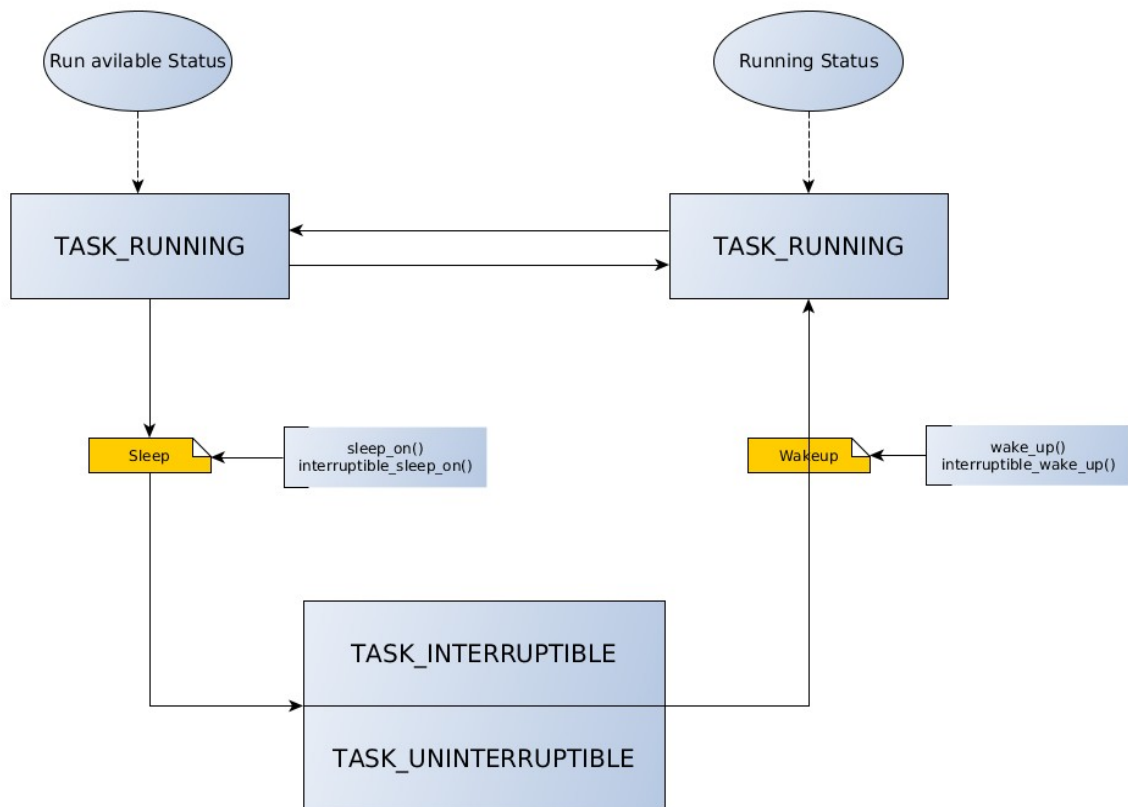 Run avilable Status
Running Status
TASK_RUNNING
TASK_RUNNING
Sleep
sleep_on()
interruptible_sleep_on()
Wakeup
wake_up()
interruptible_wake_up()
TASK_INTERRUPTIBLE
TASK_UNINTERRUPTIBLE